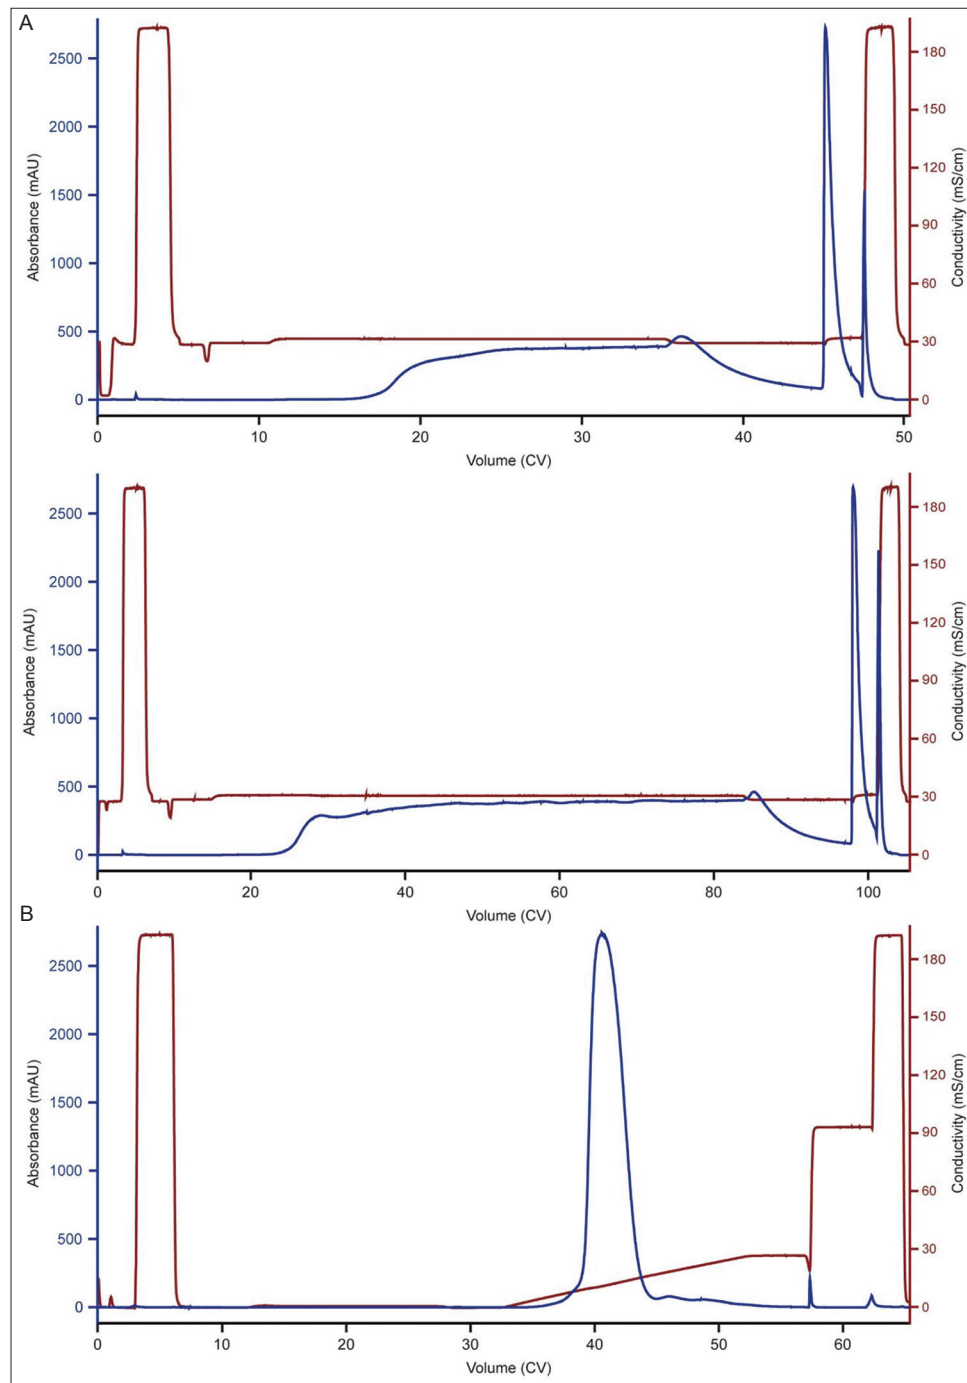 A
Absorbance (mAU)
2500
2000
1500
1000
500
0
180
150
120
90
60
30
0
Conductivity (mS/cm)
0 10 20 30 40 50
Volume (CV)
Absorbance (mAU)
2500
2000
1500
1000
500
0
180
150
120
90
60
30
0
Conductivity (mS/cm)
0 20 40 60 80 100
Volume (CV)
B
Absorbance (mAU)
2500
2000
1500
1000
500
0
180
150
120
90
60
30
0
Conductivity (mS/cm)
0 10 20 30 40 50 60
Volume (CV)